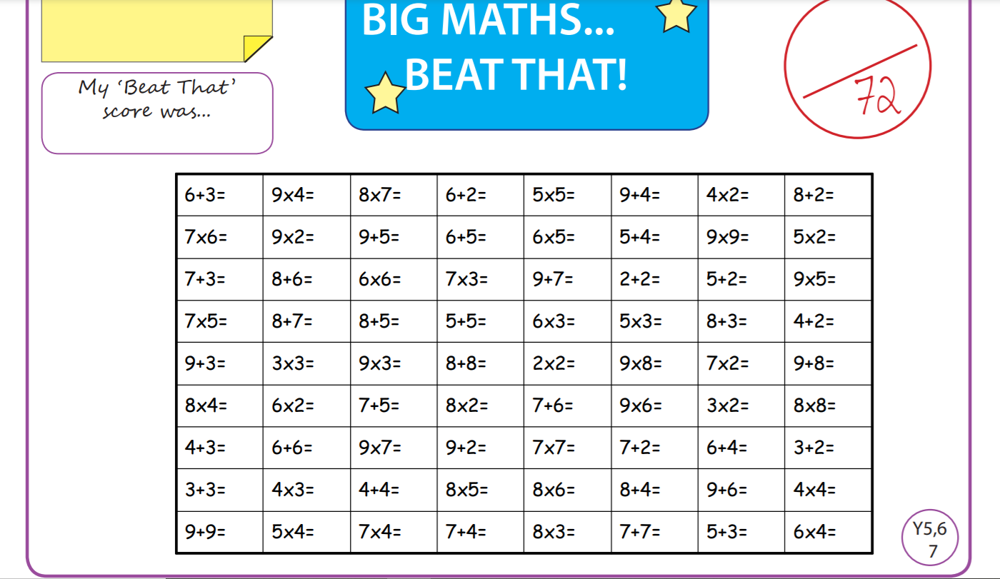 BIG MATHS...
BEAT THAT!
My ‘Beat That’
score was...
72
6+3= 9x4= 8x7= 6+2= 5x5= 9+4= 4x2= 8+2=
7x6= 9x2= 9+5= 6+5= 6x5= 5+4= 9x9= 5x2=
7+3= 8+6= 6x6= 7x3= 9+7= 2+2= 5+2= 9x5=
7x5= 8+7= 8+5= 5+5= 6x3= 5x3= 8+3= 4+2=
9+3= 3x3= 9x3= 8+8= 2x2= 9x8= 7x2= 9+8=
8x4= 6x2= 7+5= 8x2= 7+6= 9x6= 3x2= 8x8=
4+3= 6+6= 9x7= 9+2= 7x7= 7+2= 6+4= 3+2=
3+3= 4x3= 4+4= 8x5= 8x6= 8+4= 9+6= 4x4=
9+9= 5x4= 7x4= 7+4= 8x3= 7+7= 5+3= 6x4=
Y5,6
7